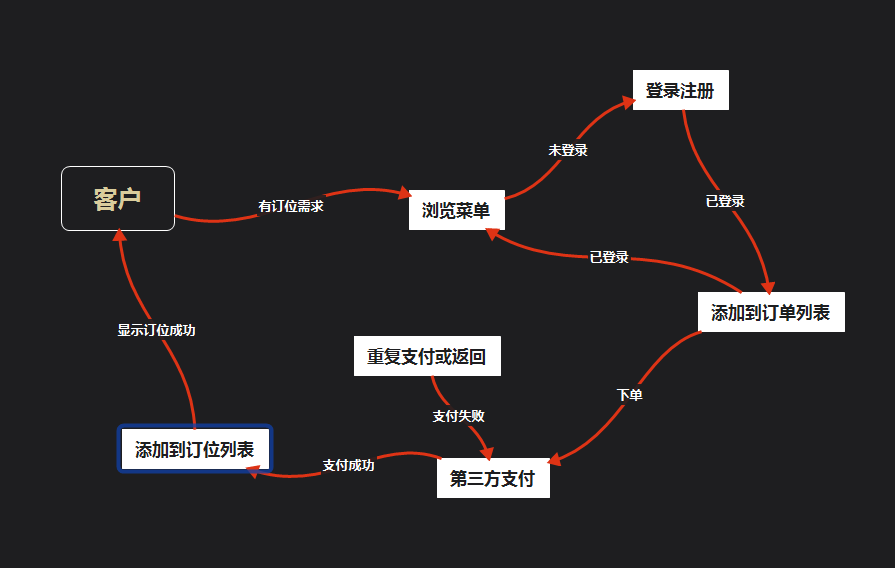 登录注册
未登录
客户
已登录
有订位需求
浏览菜单
已登录
添加到订单列表
显示订位成功
重复支付或返回
下单
支付失败
添加到订位列表
支付成功
第三方支付